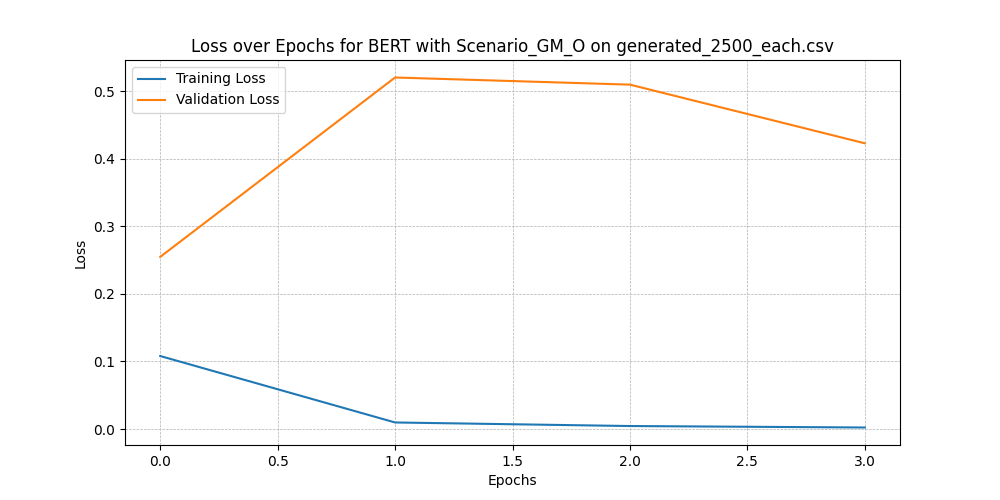 Loss over Epochs for BERT with Scenario_GM_O on generated_2500_each.csv
Training Loss
Validation Loss
0.5
0.4
0.3
0.2
0.1
0.0
Loss
0.0 0.5 1.0 1.5 2.0 2.5 3.0
Epochs